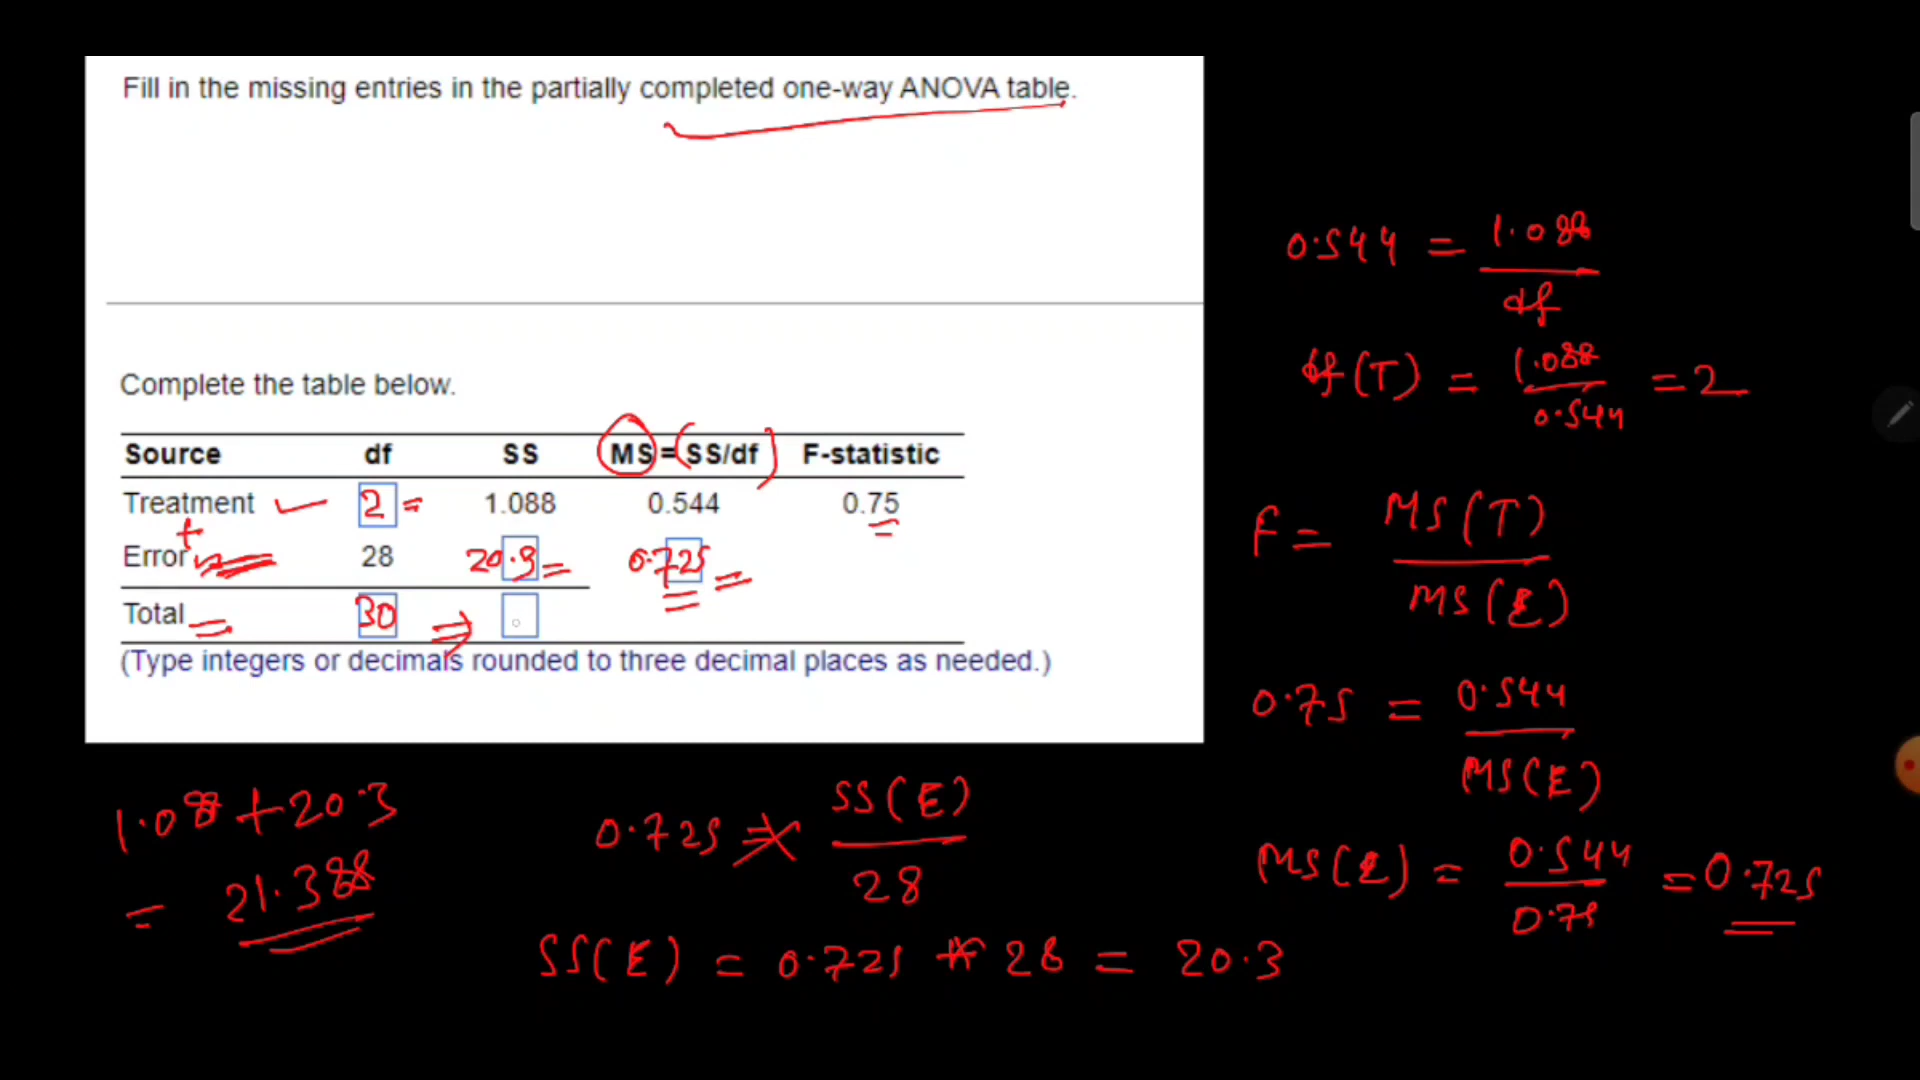 Fill in the missing entries in the partially completed one-way ANOVA table.
Complete the table below.
Source df SS MS = SS/df F-statistic
Treatment 2 = 1.088 0.544 0.75
+
Error 28 20.9 = 0.725 =
Total = 30 ⇒
(Type integers or decimals rounded to three decimal places as needed.)
0.544 = 1.088
df
df(T) = 1.088 = 2
0.544
F = MS(T)
MS(E)
0.75 = 0.544
MS(E)
MS(E) = 0.544 = 0.725
0.75
0.725 = SS(E)
28
SS(E) = 0.725 * 28 = 20.3
1.088 + 20.3
= 21.388